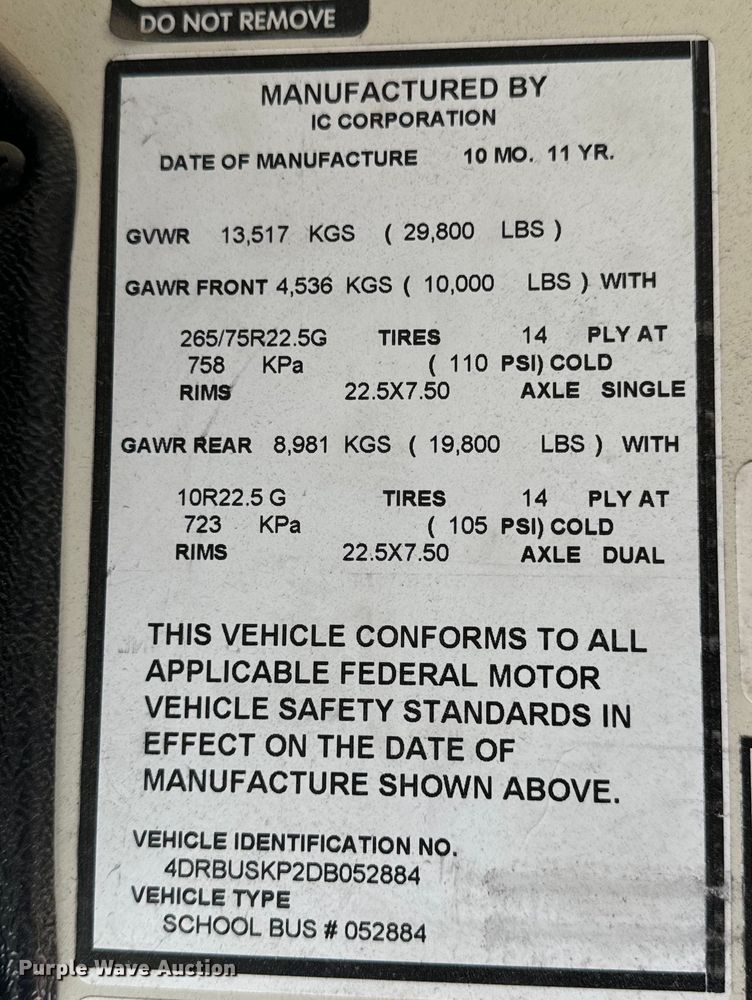 DO NOT REMOVE
MANUFACTURED BY
IC CORPORATION
DATE OF MANUFACTURE 10 MO. 11 YR.
GVWR 13,517 KGS ( 29,800 LBS )
GAWR FRONT 4,536 KGS ( 10,000 LBS ) WITH
265/75R22.5G TIRES 14 PLY AT
758 KPa ( 110 PSI) COLD
RIMS 22.5X7.50 AXLE SINGLE
GAWR REAR 8,981 KGS ( 19,800 LBS ) WITH
10R22.5 G TIRES 14 PLY AT
723 KPa ( 105 PSI) COLD
RIMS 22.5X7.50 AXLE DUAL
THIS VEHICLE CONFORMS TO ALL
APPLICABLE FEDERAL MOTOR
VEHICLE SAFETY STANDARDS IN
EFFECT ON THE DATE OF
MANUFACTURE SHOWN ABOVE.
VEHICLE IDENTIFICATION NO.
4DRBUSKP2DB052884
VEHICLE TYPE
SCHOOL BUS # 052884
Purple Wave Auction